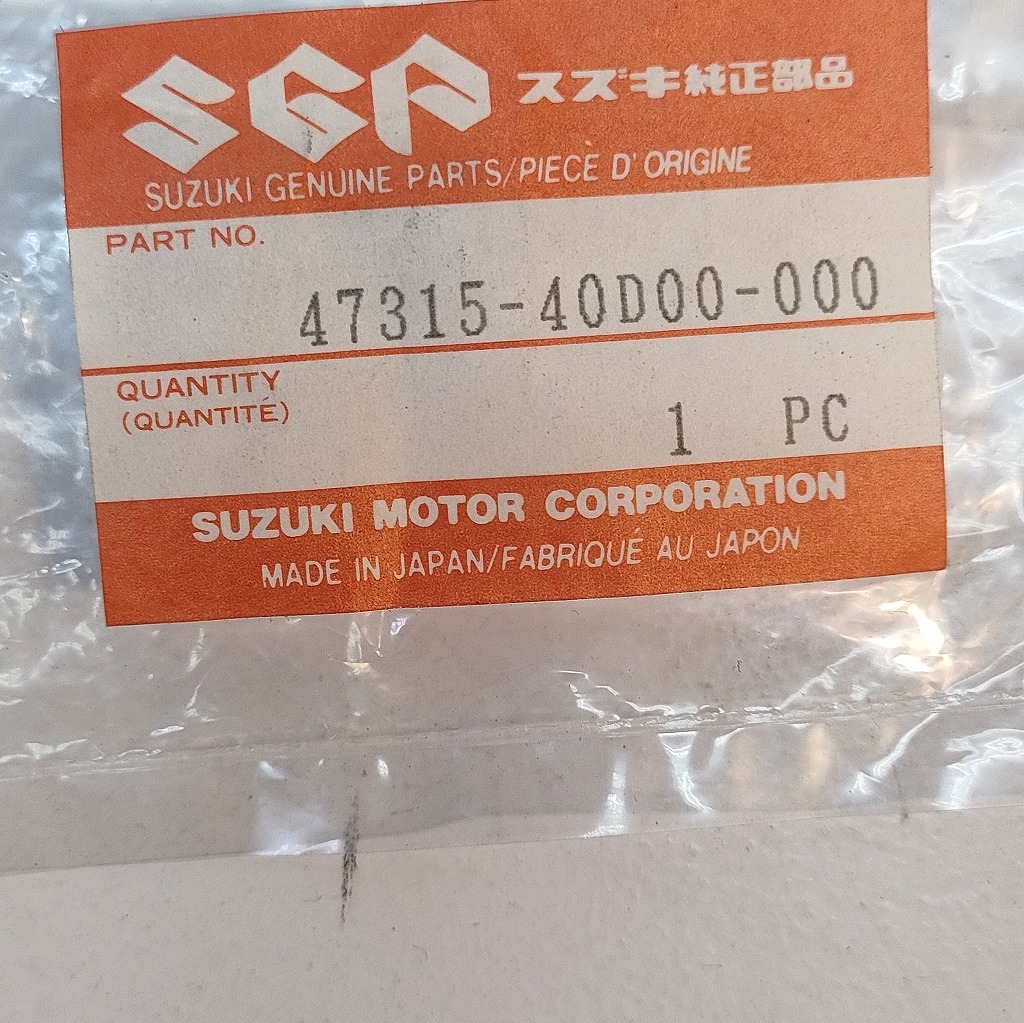 SGP スズキ純正部品
SUZUKI GENUINE PARTS/PIECE D'ORIGINE
PART NO.
47315-40D00-000
QUANTITY
(QUANTITÉ)
1 PC
SUZUKI MOTOR CORPORATION
MADE IN JAPAN/FABRIQUÉ AU JAPON